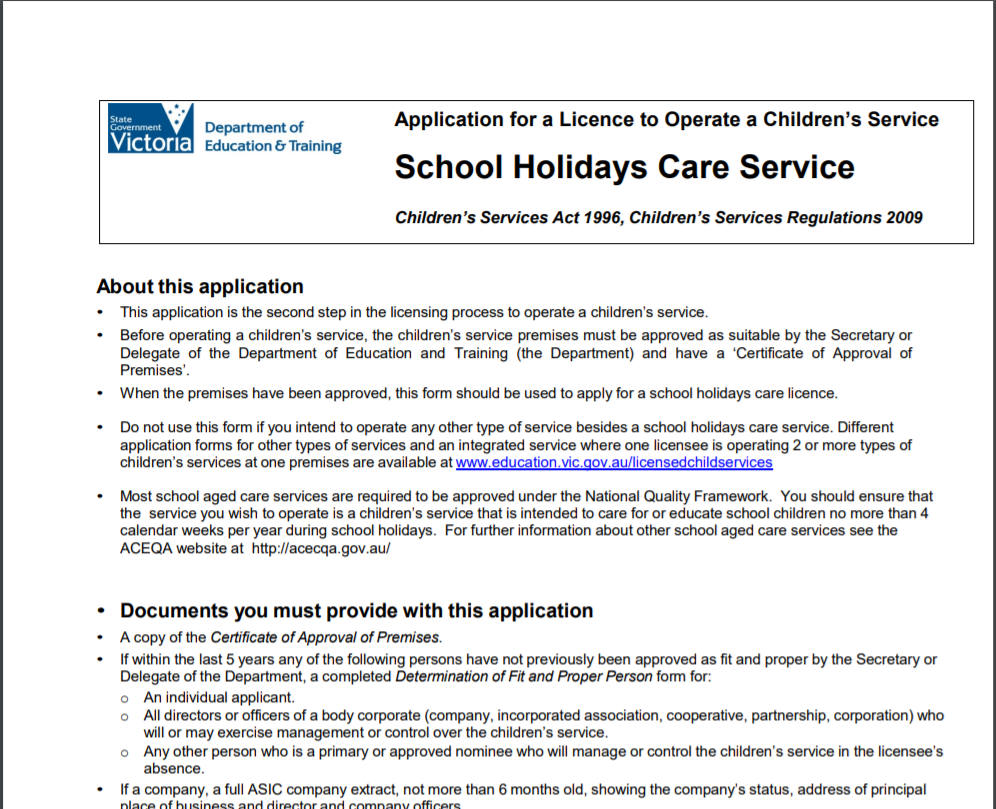 State
Government
Victoria
Department of
Education & Training
Application for a Licence to Operate a Children's Service
School Holidays Care Service
Children's Services Act 1996, Children's Services Regulations 2009
About this application
• This application is the second step in the licensing process to operate a children's service.
• Before operating a children's service, the children's service premises must be approved as suitable by the Secretary or
Delegate of the Department of Education and Training (the Department) and have a 'Certificate of Approval of
Premises'.
• When the premises have been approved, this form should be used to apply for a school holidays care licence.
• Do not use this form if you intend to operate any other type of service besides a school holidays care service. Different
application forms for other types of services and an integrated service where one licensee is operating 2 or more types of
children's services at one premises are available at www.education.vic.gov.au/licensedchildservices
• Most school aged care services are required to be approved under the National Quality Framework. You should ensure that
the service you wish to operate is a children's service that is intended to care for or educate school children no more than 4
calendar weeks per year during school holidays. For further information about other school aged care services see the
ACEQA website at http://acecqa.gov.au/
• Documents you must provide with this application
• A copy of the Certificate of Approval of Premises.
• If within the last 5 years any of the following persons have not previously been approved as fit and proper by the Secretary or
Delegate of the Department, a completed Determination of Fit and Proper Person form for:
o An individual applicant.
o All directors or officers of a body corporate (company, incorporated association, cooperative, partnership, corporation) who
will or may exercise management or control over the children's service.
o Any other person who is a primary or approved nominee who will manage or control the children's service in the licensee's
absence.
• If a company, a full ASIC company extract, not more than 6 months old, showing the company's status, address of principal
place of business and director and company officers